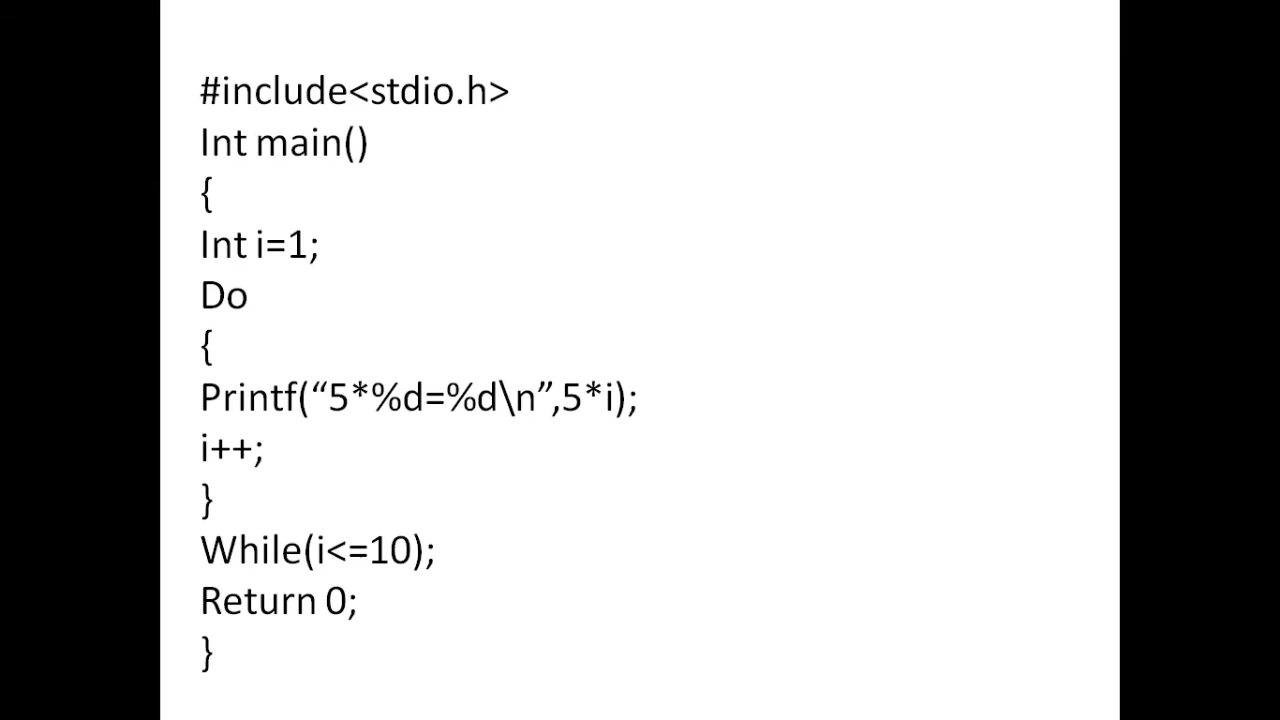 #include<stdio.h>
Int main()
{
Int i=1;
Do
{
Printf(“5*%d=%d\n”,5*i);
i++;
}
While(i<=10);
Return 0;
}